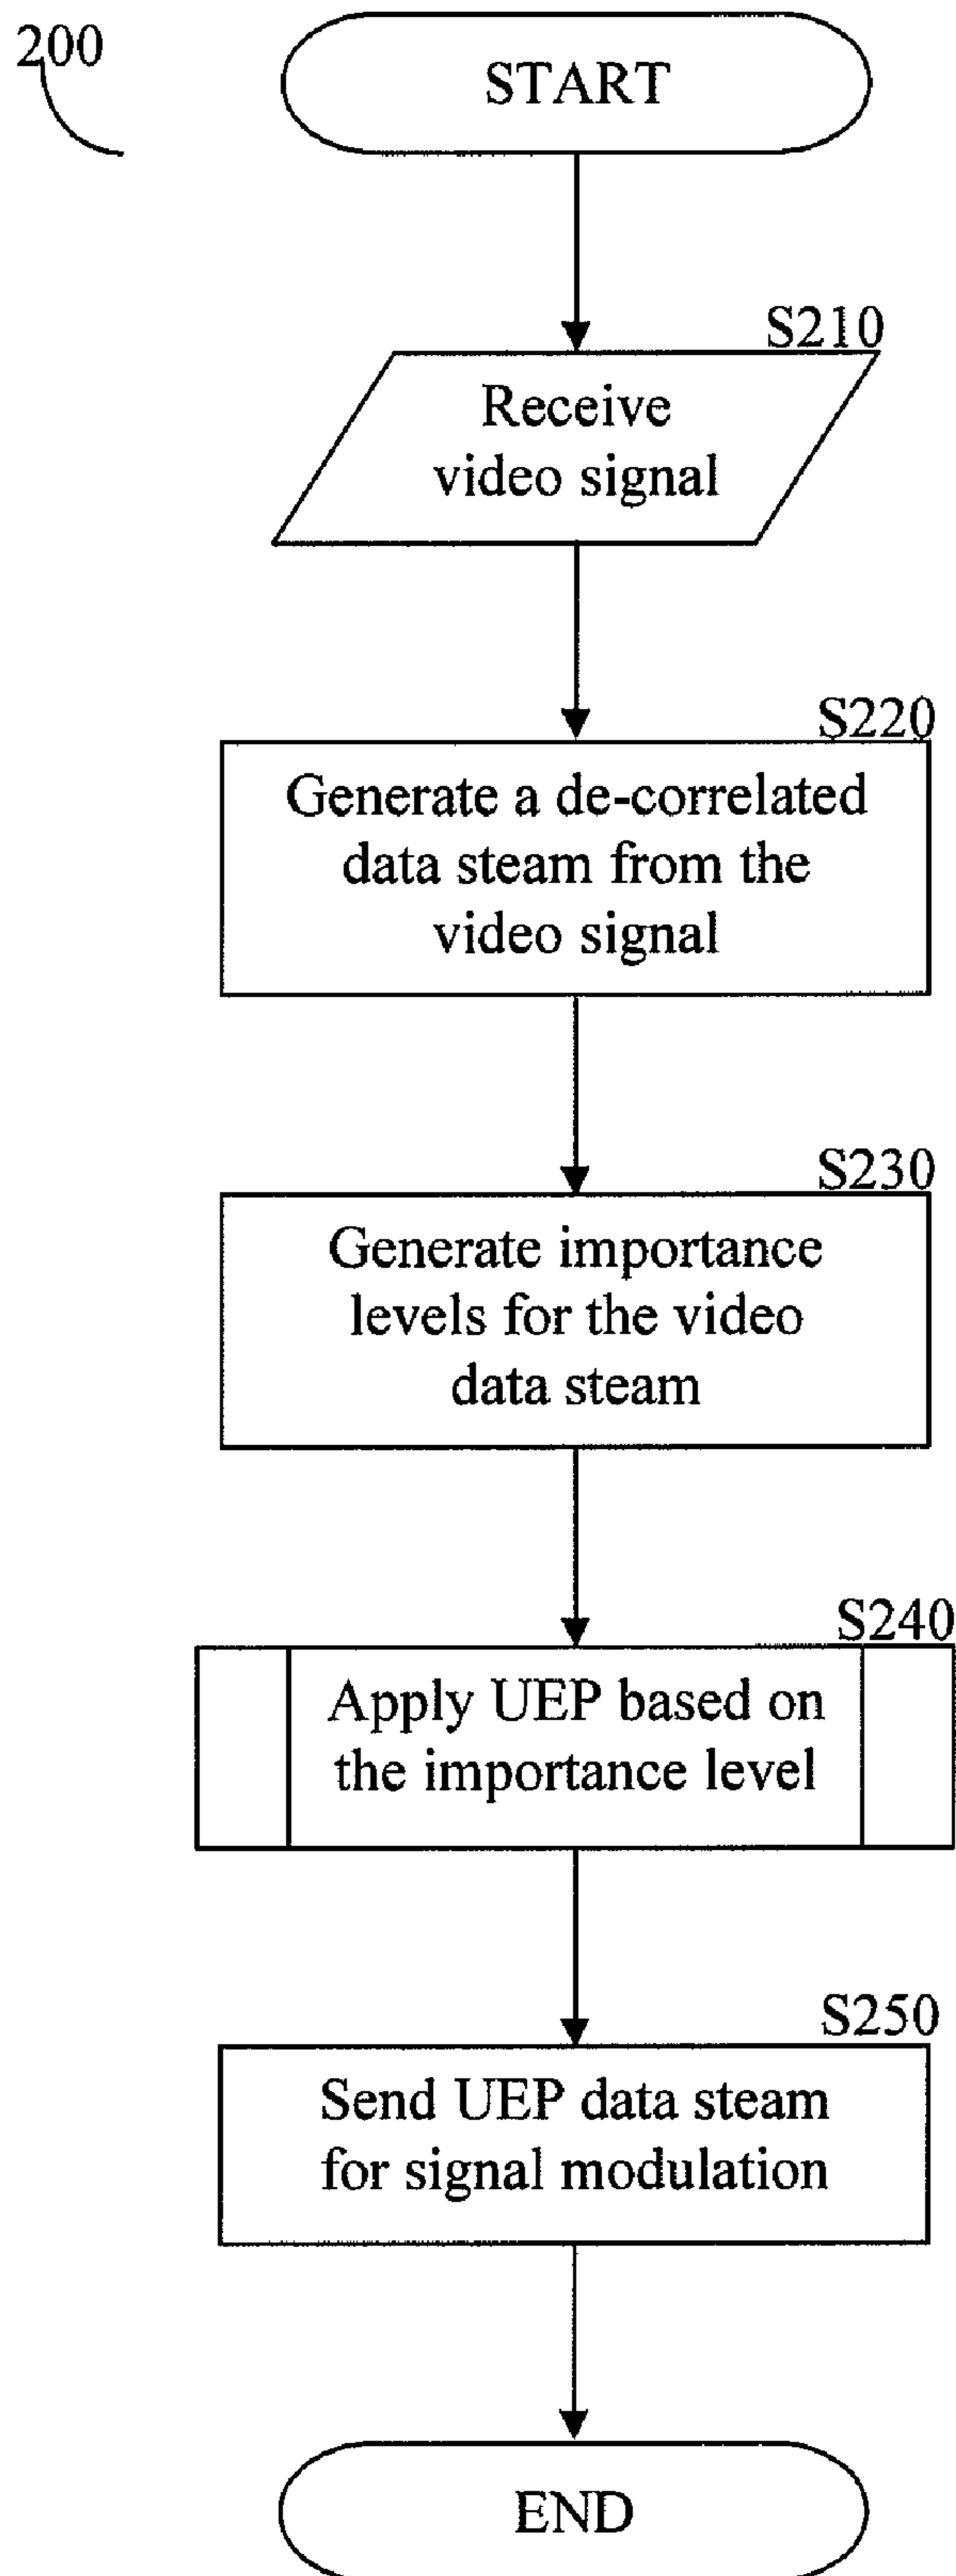 200
START
S210
Receive
video signal
S220
Generate a de-correlated
data steam from the
video signal
S230
Generate importance
levels for the video
data steam
S240
Apply UEP based on
the importance level
S250
Send UEP data steam
for signal modulation
END